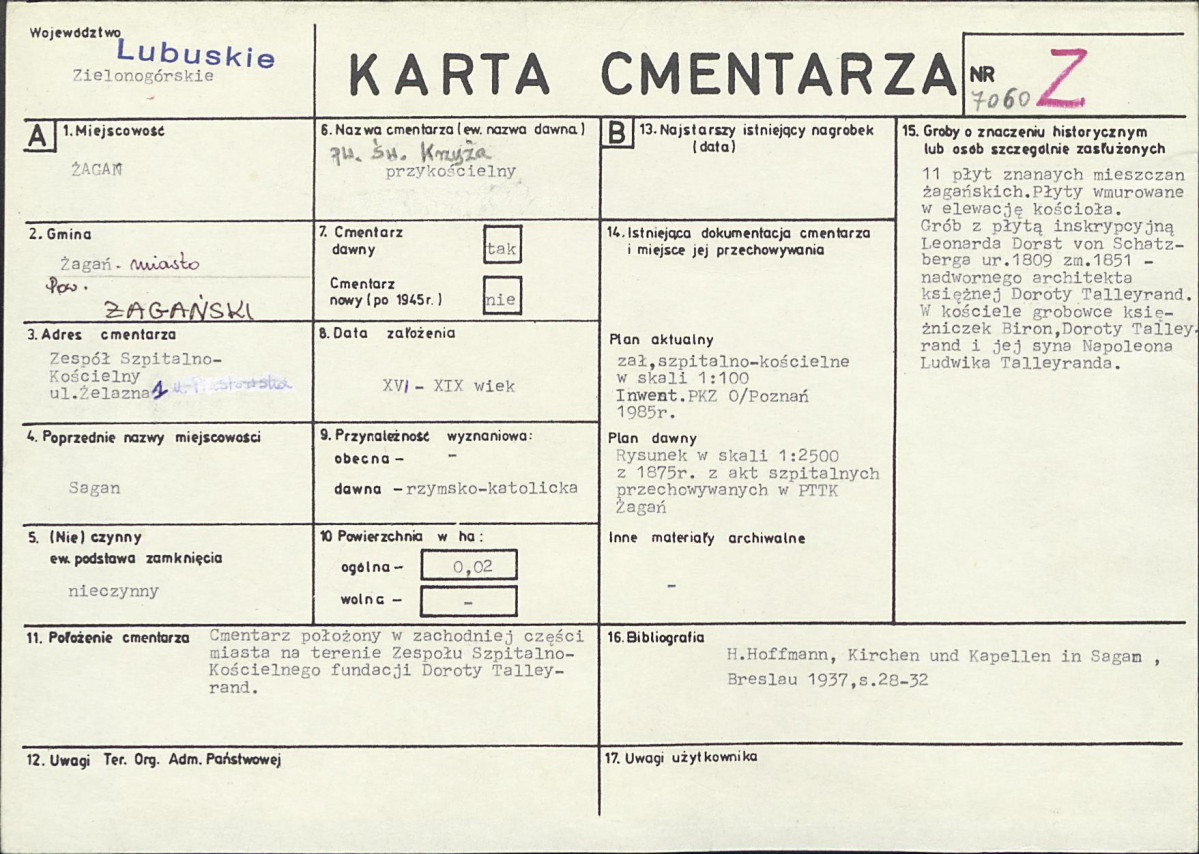 Województwo
Lubuskie
Zielonogórskie
KARTA CMENTARZA
NR
7060
Z
A
1. Miejscowość
ŻAGAŃ
2. Gmina
Żagań - miasto
Pow.
ŻAGAŃSKI
3. Adres cmentarza
Zespół Szpitalno-
Kościelny
ul.Żelazna 1
4. Poprzednie nazwy miejscowości
Sagan
5. (Nie) czynny
ew. podstawa zamknięcia
nieczynny
6. Nazwa cmentarza (ew. nazwa dawna)
pw. św. Krzyża
przykościelny
7. Cmentarz
dawny
tak
Cmentarz
nowy (po 1945r.)
nie
8. Data założenia
XVI - XIX wiek
9. Przynależność wyznaniowa:
obecna - -
dawna - rzymsko-katolicka
10 Powierzchnia w ha:
ogólna - 0,02
wolna - -
11. Położenie cmentarza
Cmentarz położony w zachodniej części
miasta na terenie Zespołu Szpitalno-
Kościelnego fundacji Doroty Talley-
rand.
12. Uwagi Ter. Org. Adm. Państwowej
B
13. Najstarszy istniejący nagrobek
(data)
14. Istniejąca dokumentacja cmentarza
i miejsce jej przechowywania
Plan aktualny
zał,szpitalno-kościelne
w skali 1:100
Inwent.PKZ O/Poznań
1985r.
Plan dawny
Rysunek w skali 1:2500
z 1875r. z akt szpitalnych
przechowywanych w PTTK
Żagań
Inne materiały archiwalne
-
15. Groby o znaczeniu historycznym
lub osób szczególnie zasłużonych
11 płyt znanaych mieszczan
żagańskich.Płyty wmurowane
w elewację kościoła.
Grób z płytą inskrypcyjną
Leonarda Dorst von Schatz-
berga ur.1809 zm.1851 -
nadwornego architekta
księżnej Doroty Talleyrand.
W kościele grobowce księ-
żniczek Biron,Doroty Talley-
rand i jej syna Napoleona
Ludwika Talleyranda.
16. Bibliografia
H.Hoffmann, Kirchen und Kapellen in Sagam ,
Breslau 1937,s.28-32
17. Uwagi użytkownika